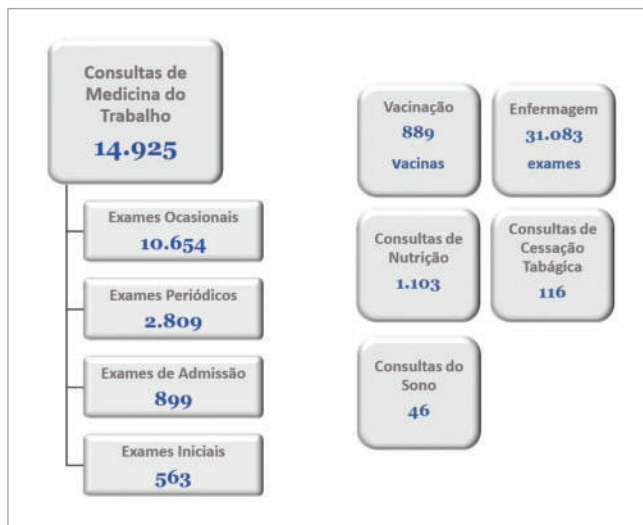 Consultas de
Medicina do
Trabalho
14.925
Exames Ocasionais
10.654
Exames Periódicos
2.809
Exames de Admissão
899
Exames Iniciais
563
Vacinação
889
vacinas
Enfermagem
31.083
exames
Consultas de
Nutrição
1.103
Consultas de
Cessação
Tabágica
116
Consultas do
Sono
46